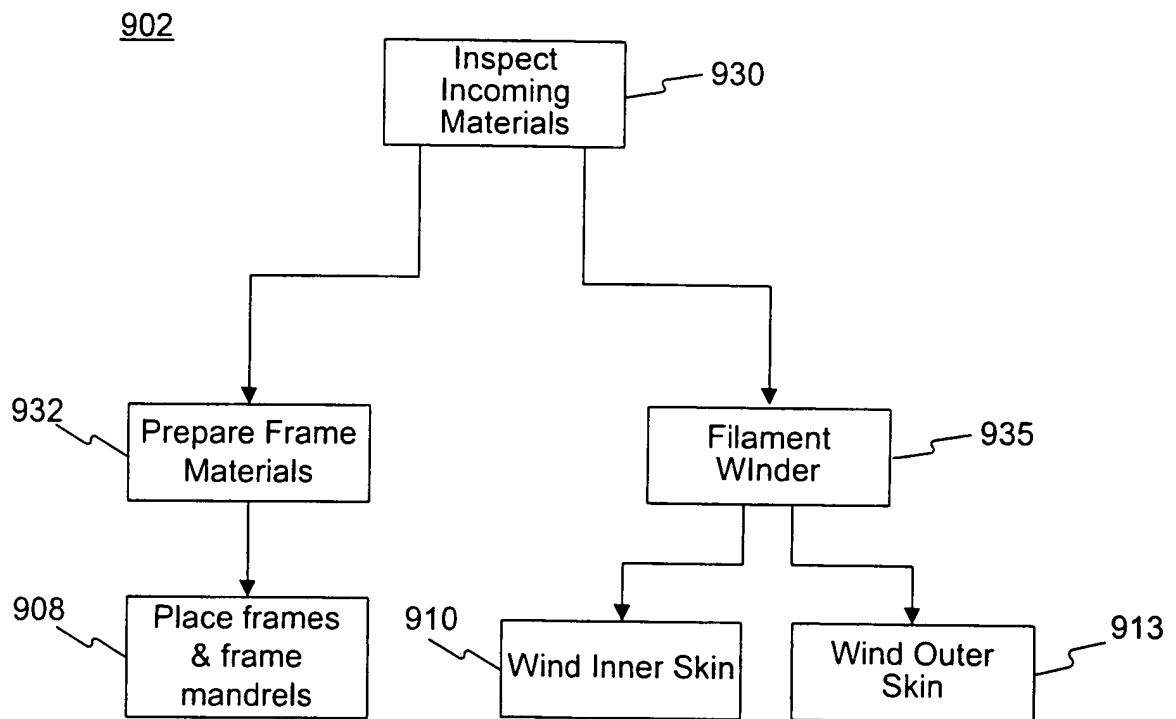 902
Inspect
Incoming
Materials
930
932
Prepare Frame
Materials
Filament
WInder
935
908
Place frames
& frame
mandrels
910
Wind Inner Skin
Wind Outer
Skin
913